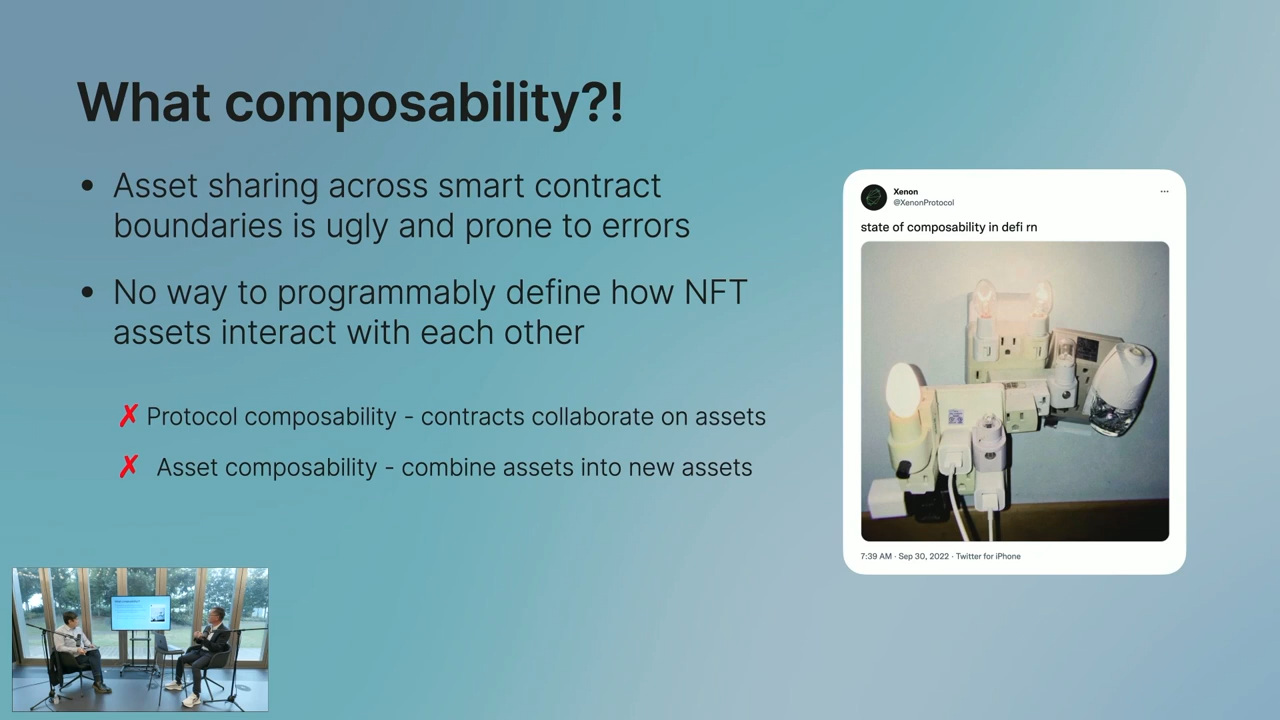 What composability?!
• Asset sharing across smart contract
boundaries is ugly and prone to errors
• No way to programmably define how NFT
assets interact with each other
✗ Protocol composability - contracts collaborate on assets
✗ Asset composability - combine assets into new assets
Xenon
@XenonProtocol
...
state of composability in defi rn
7:39 AM · Sep 30, 2022 · Twitter for iPhone